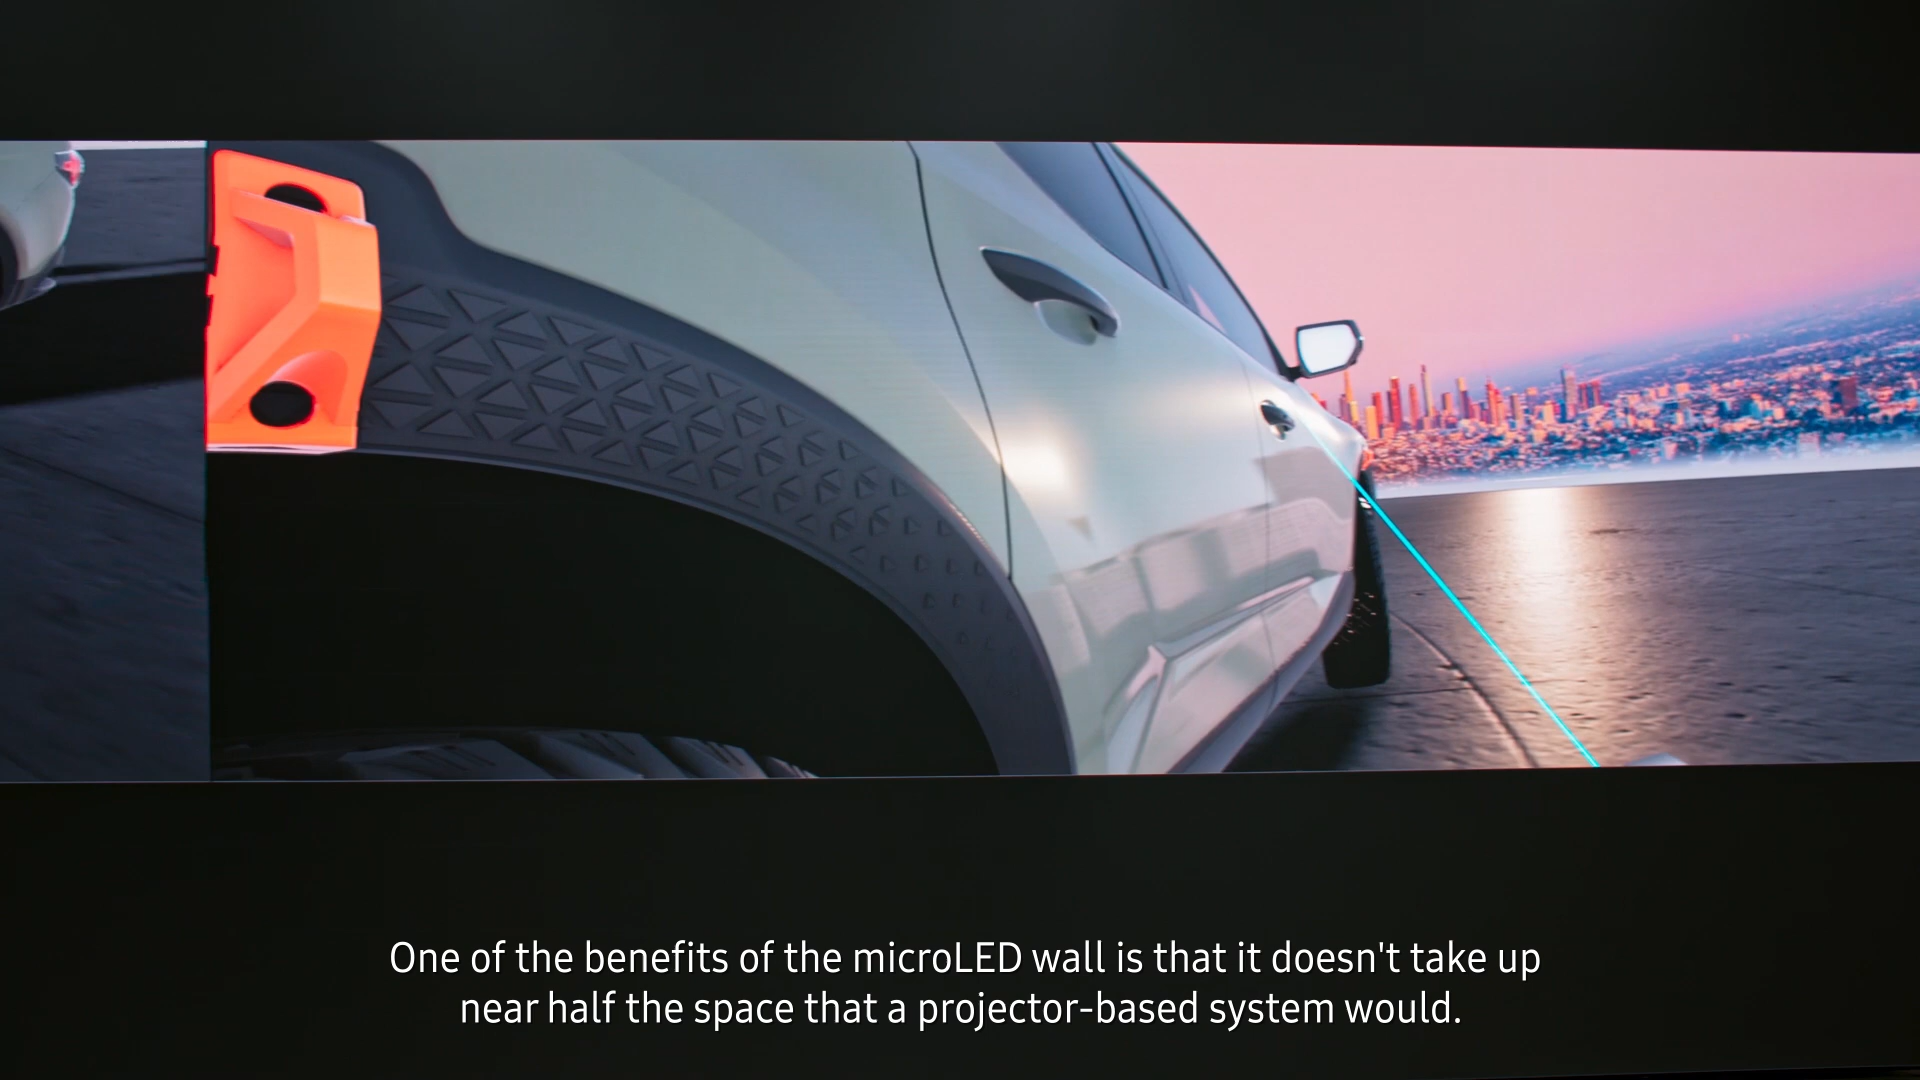 One of the benefits of the microLED wall is that it doesn't take up
near half the space that a projector-based system would.